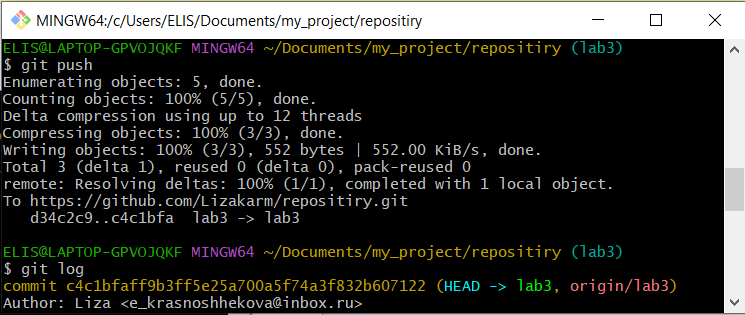 MINGW64:/c/Users/ELIS/Documents/my_project/repositiry
ELIS@LAPTOP-GPVOJQKF MINGW64 ~/Documents/my_project/repositiry (lab3)
$ git push
Enumerating objects: 5, done.
Counting objects: 100% (5/5), done.
Delta compression using up to 12 threads
Compressing objects: 100% (3/3), done.
Writing objects: 100% (3/3), 552 bytes | 552.00 KiB/s, done.
Total 3 (delta 1), reused 0 (delta 0), pack-reused 0
remote: Resolving deltas: 100% (1/1), completed with 1 local object.
To https://github.com/Lizakarm/repositiry.git
   d34c2c9..c4c1bfa  lab3 -> lab3
ELIS@LAPTOP-GPVOJQKF MINGW64 ~/Documents/my_project/repositiry (lab3)
$ git log
commit c4c1bfaff9b3ff5e25a700a5f74a3f832b607122 (HEAD -> lab3, origin/lab3)
Author: Liza <e_krasnoshhekova@inbox.ru>